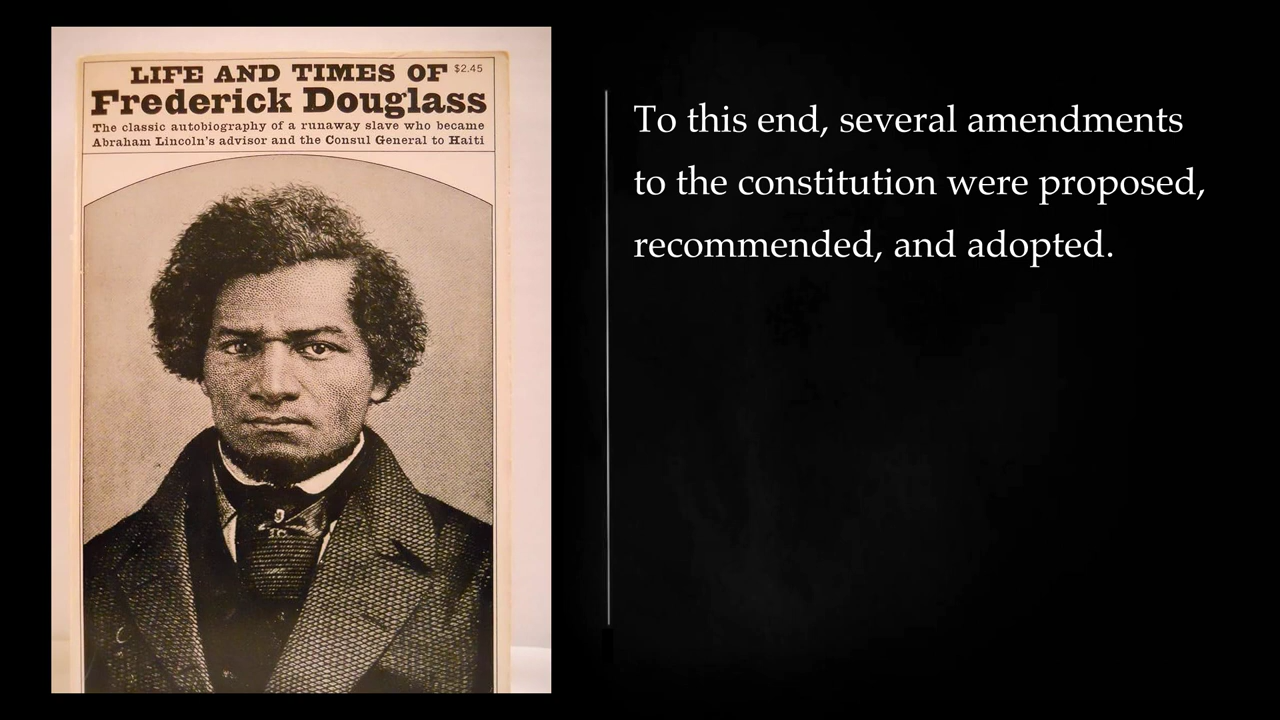 LIFE AND TIMES OF $2.45
Frederick Douglass
The classic autobiography of a runaway slave who became
Abraham Lincoln's advisor and the Consul General to Haiti
To this end, several amendments
to the constitution were proposed,
recommended, and adopted.